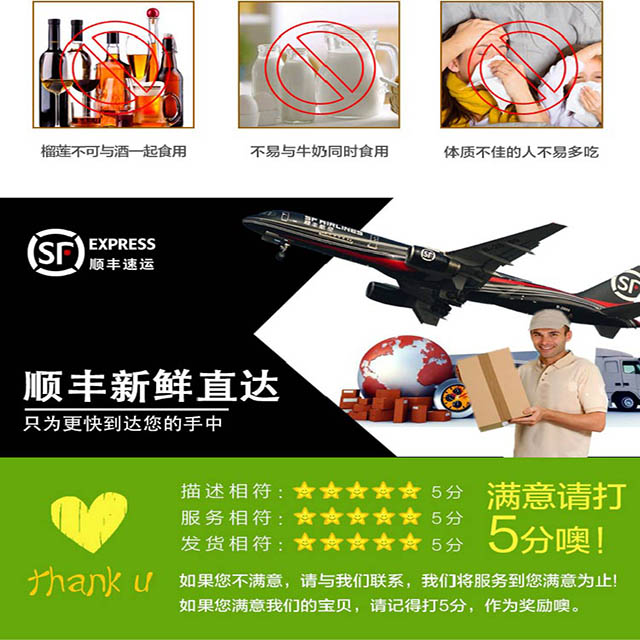 榴莲不可与酒一起食用
不易与牛奶同时食用
体质不佳的人不易多吃
SF EXPRESS
顺丰速运
SF AIRLINES
顺丰航空
SF
顺丰新鲜直达
只为更快到达您的手中
描述相符: 5分
服务相符: 5分
发货相符: 5分
满意请打
5分噢!
thank u
如果您不满意，请与我们联系，我们将服务到您满意为止!
如果您满意我们的宝贝，请记得打5分，作为奖励噢。